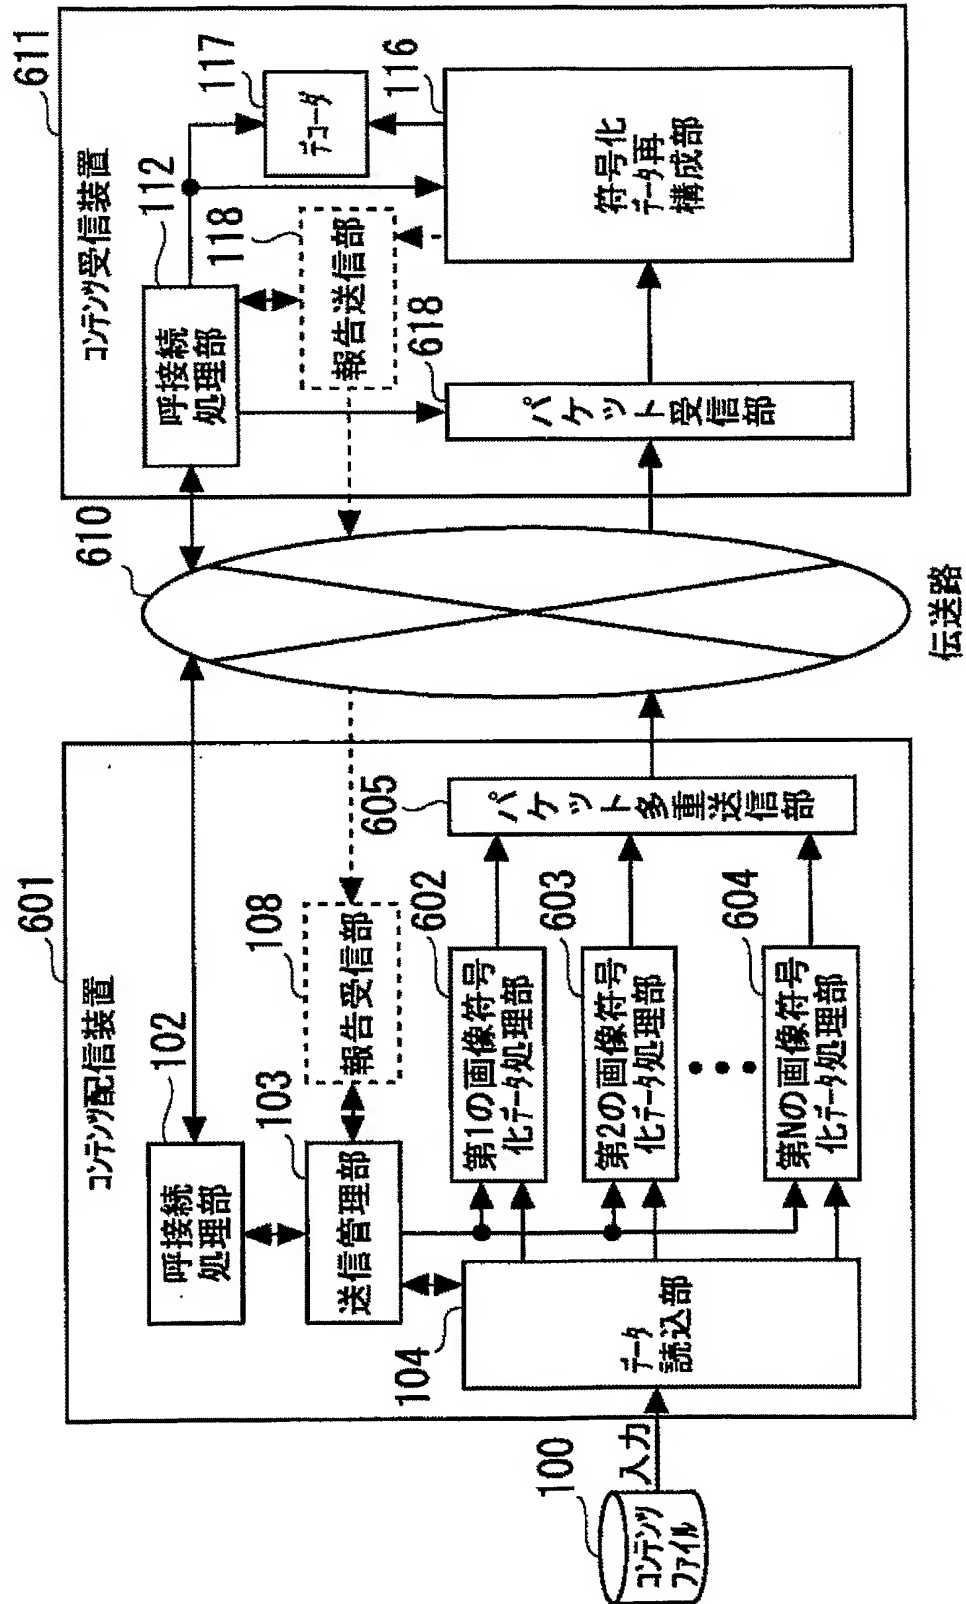 601
コンテンツ配信装置
102
呼接続
処理部
103
送信管理部
108
報告受信部
104
データ
読込部
100
コンテンツ
ファイル
入力
602
第1の画像符号
化データ処理部
603
第2の画像符号
化データ処理部
604
第Nの画像符号
化データ処理部
605
パケット多重送信部
610
伝送路
611
コンテンツ受信装置
112
呼接続
処理部
118
報告送信部
117
デコーダ
116
符号化
データ再
構成部
618
パケット受信部